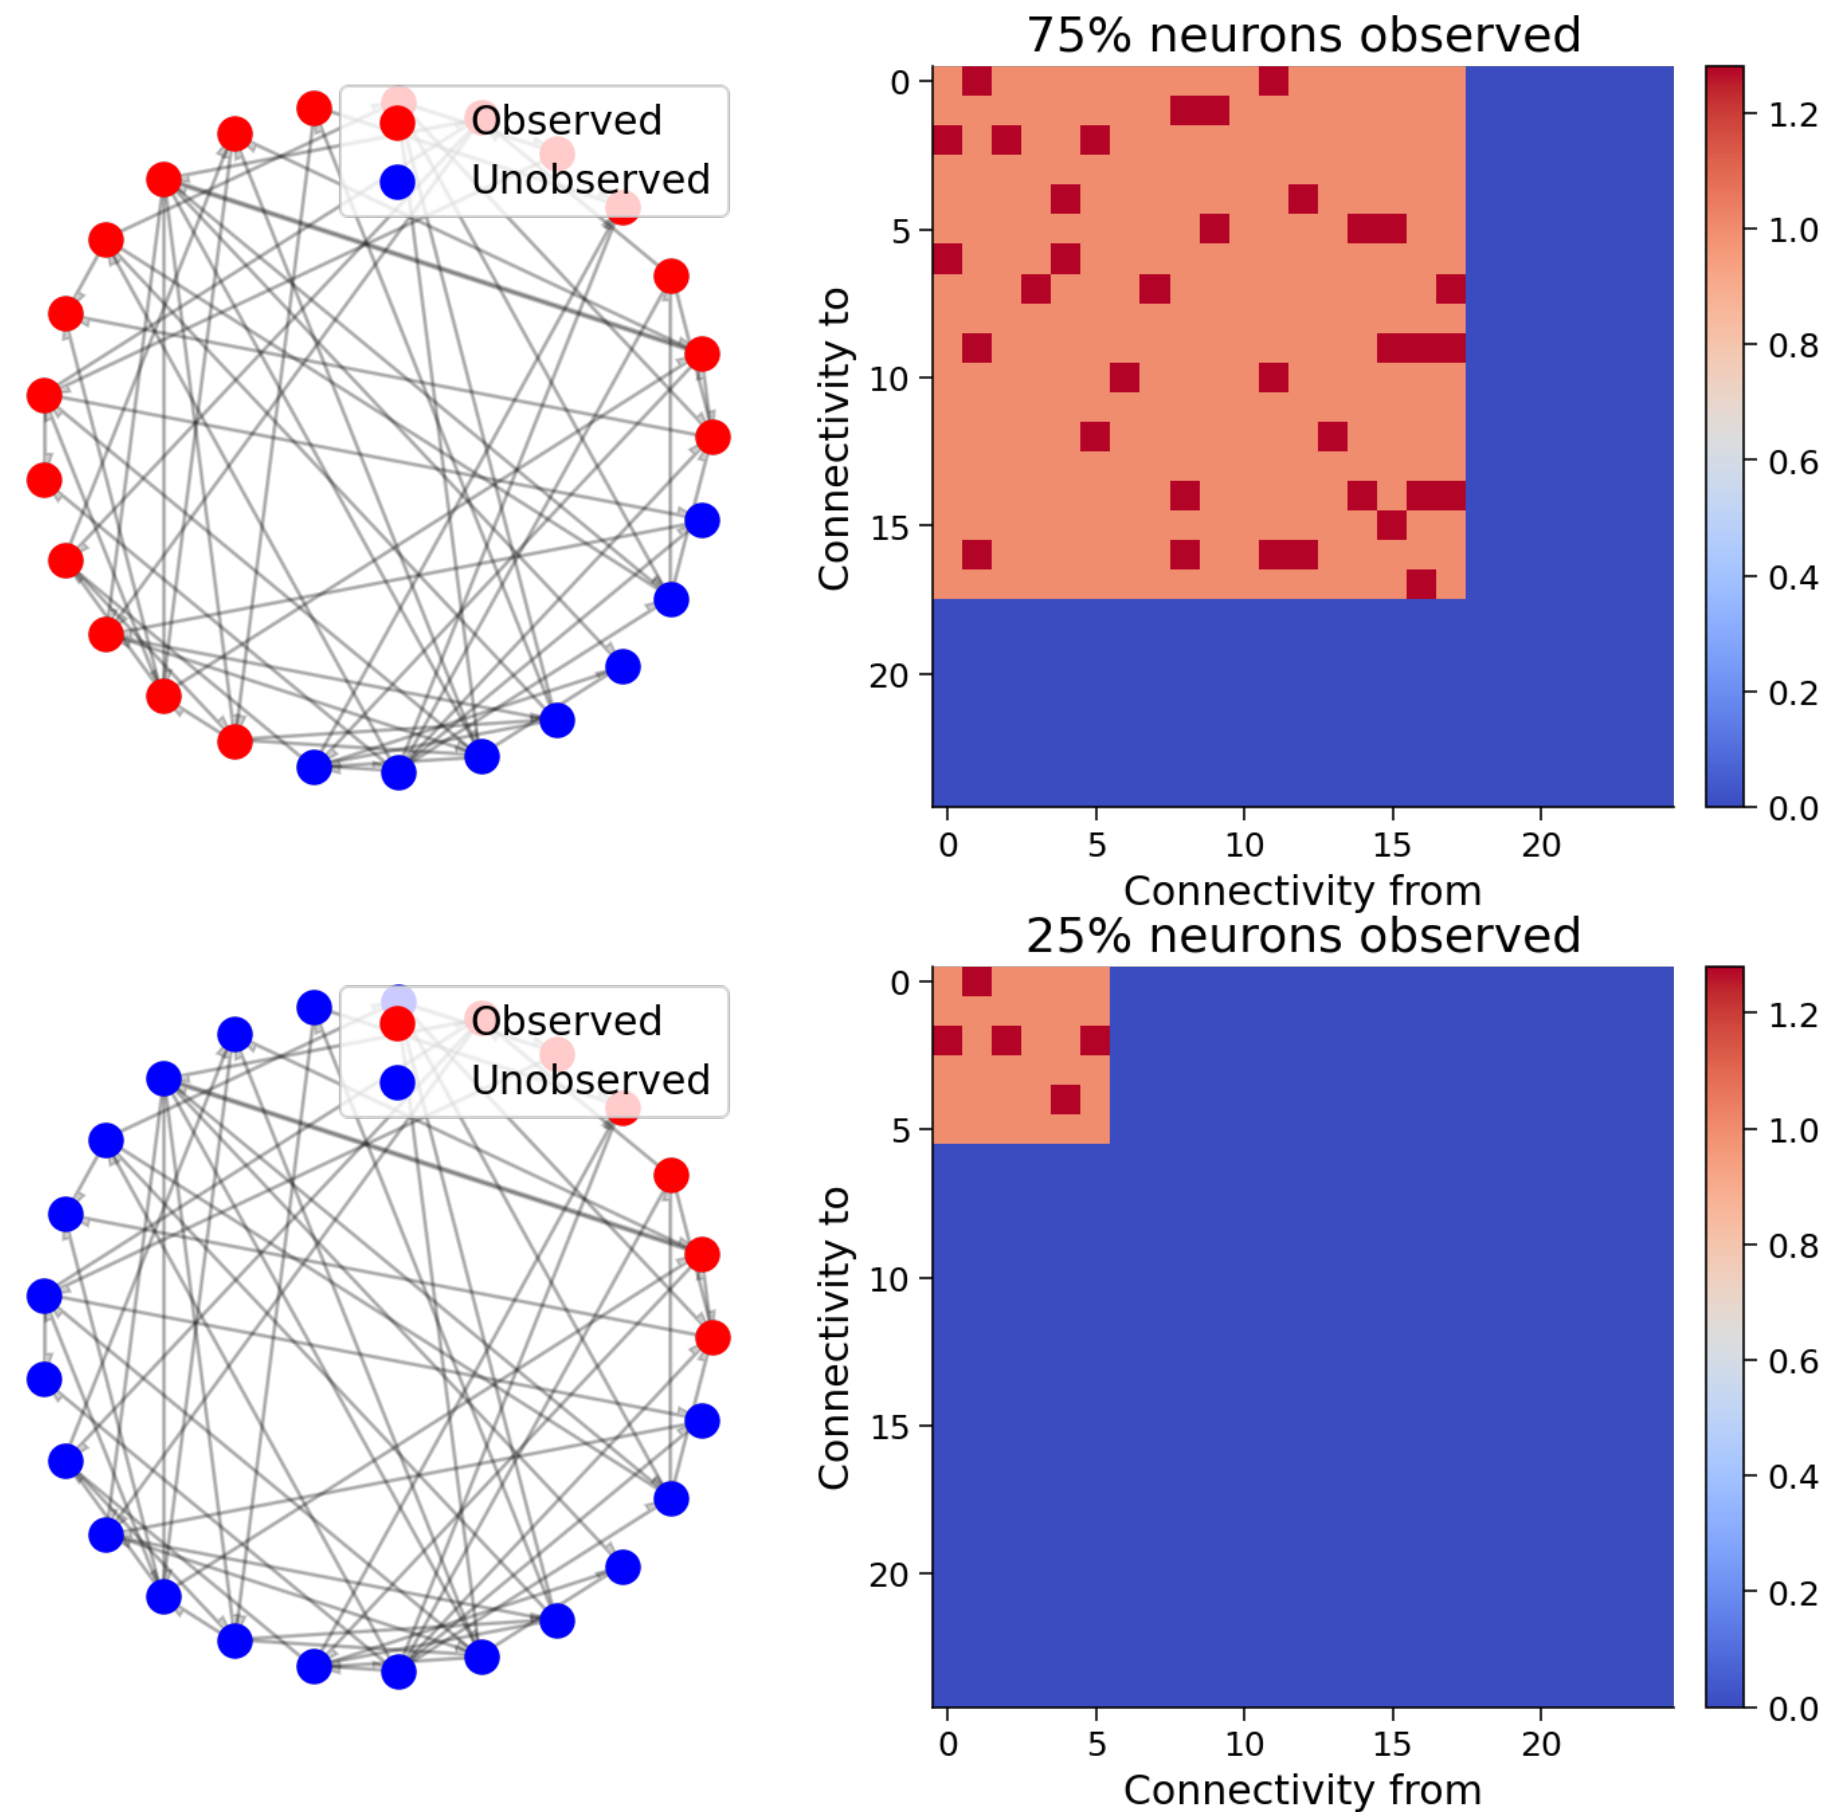 75% neurons observed
Observed
Unobserved
Connectivity to
0
5
10
15
20
0 5 10 15 20
Connectivity from
1.2
1.0
0.8
0.6
0.4
0.2
0.0
25% neurons observed
Observed
Unobserved
Connectivity to
0
5
10
15
20
0 5 10 15 20
Connectivity from
1.2
1.0
0.8
0.6
0.4
0.2
0.0